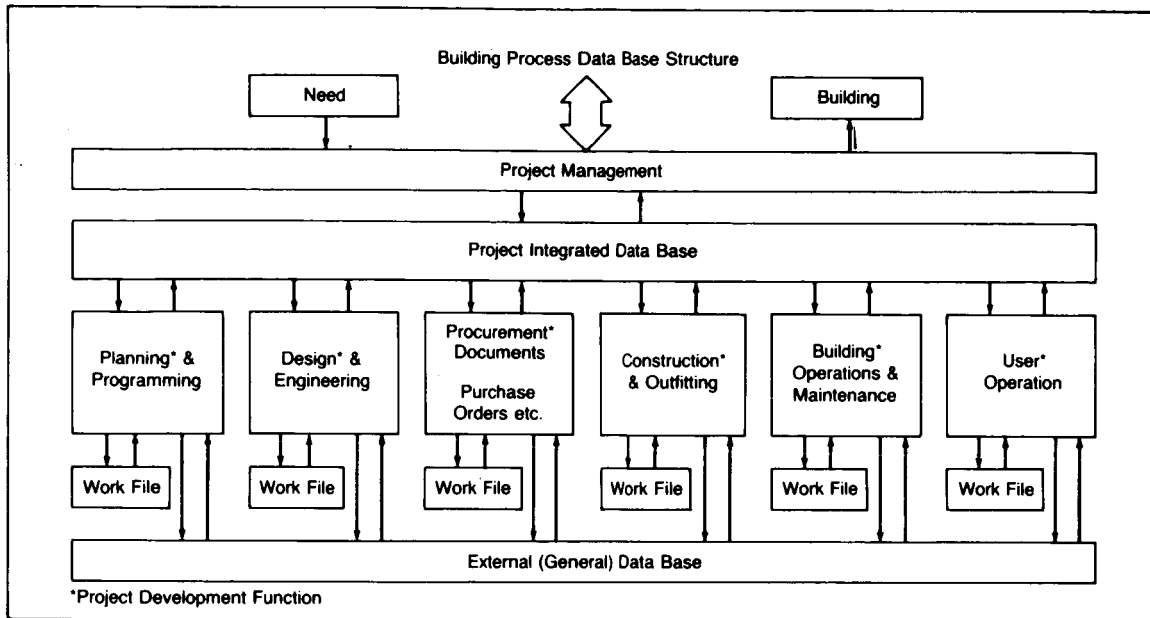 Building Process Data Base Structure
Need
Building
Project Management
Project Integrated Data Base
Planning* &
Programming
Design* &
Engineering
Procurement*
Documents
Purchase
Orders etc.
Construction*
& Outfitting
Building*
Operations &
Maintenance
User*
Operation
Work File
Work File
Work File
Work File
Work File
Work File
External (General) Data Base
*Project Development Function